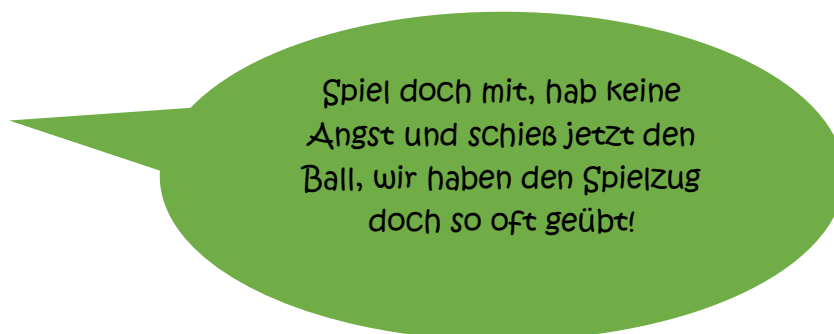 Spiel doch mit, hab keine
Angst und schieß jetzt den
Ball, wir haben den Spielzug
doch so oft geübt!